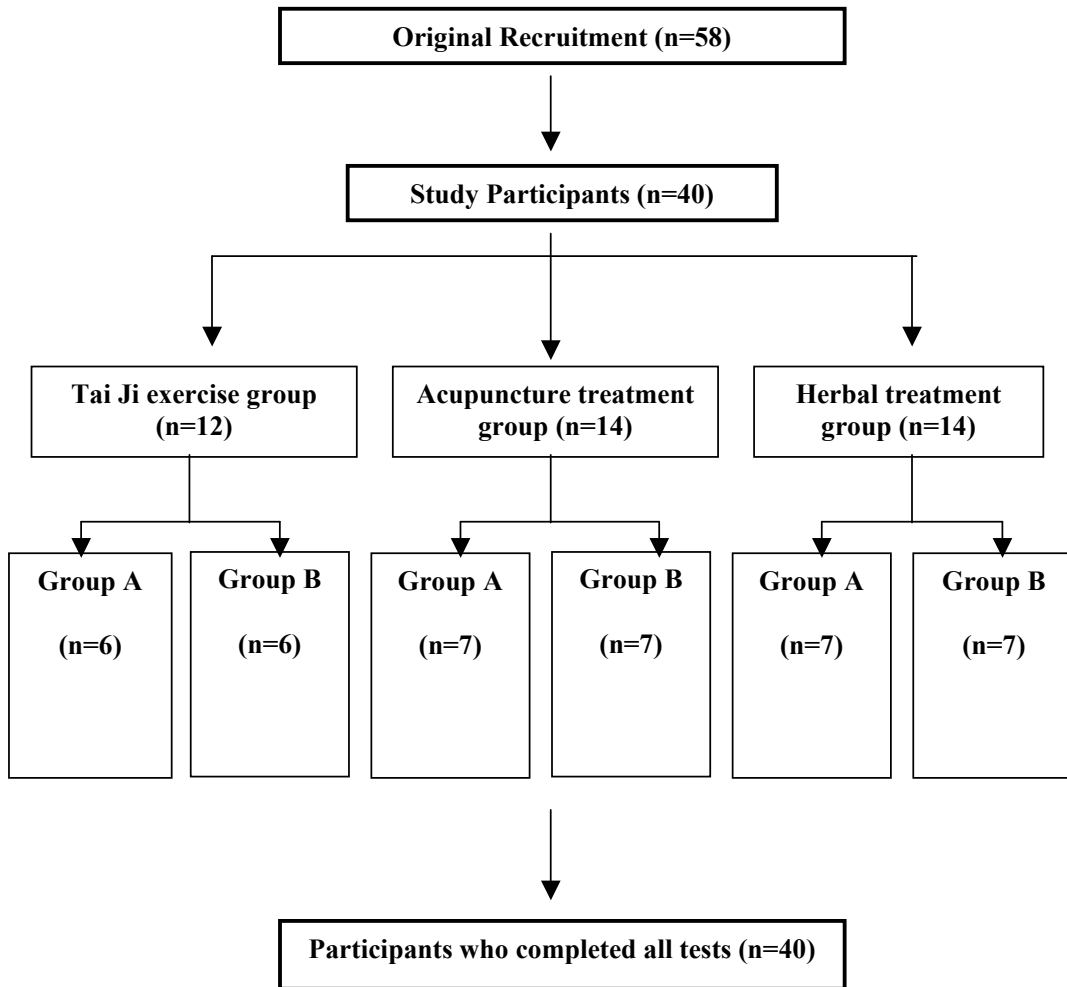 Original Recruitment (n=58)
Study Participants (n=40)
Tai Ji exercise group
(n=12)
Acupuncture treatment
group (n=14)
Herbal treatment
group (n=14)
Group A
(n=6)
Group B
(n=6)
Group A
(n=7)
Group B
(n=7)
Group A
(n=7)
Group B
(n=7)
Participants who completed all tests (n=40)